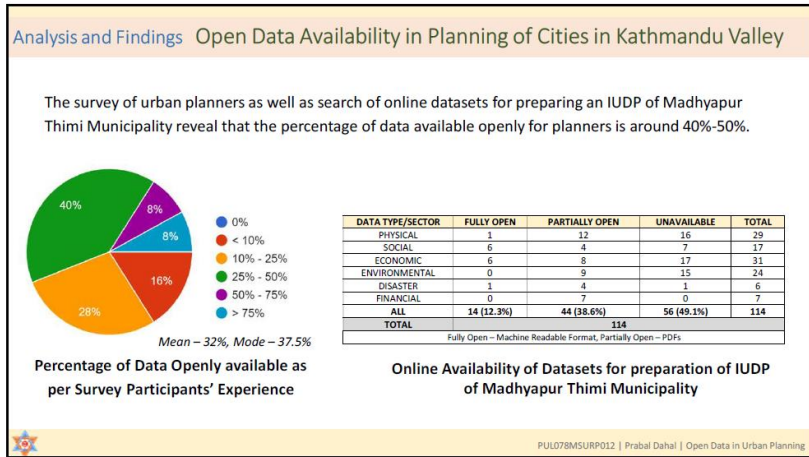 Analysis and Findings Open Data Availability in Planning of Cities in Kathmandu Valley
The survey of urban planners as well as search of online datasets for preparing an IUDP of Madhyapur
Thimi Municipality reveal that the percentage of data available openly for planners is around 40%-50%.
40%
8%
8%
16%
28%
0%
< 10%
10% - 25%
25% - 50%
50% - 75%
> 75%
Mean – 32%, Mode – 37.5%
Percentage of Data Openly available as
per Survey Participants’ Experience
DATA TYPE/SECTOR FULLY OPEN PARTIALLY OPEN UNAVAILABLE TOTAL
PHYSICAL 1 12 16 29
SOCIAL 6 4 7 17
ECONOMIC 6 8 17 31
ENVIRONMENTAL 0 9 15 24
DISASTER 1 4 1 6
FINANCIAL 0 7 0 7
ALL 14 (12.3%) 44 (38.6%) 56 (49.1%) 114
TOTAL 114
Fully Open – Machine Readable Format, Partially Open – PDFs
Online Availability of Datasets for preparation of IUDP
of Madhyapur Thimi Municipality
PUL078MSURP012 | Prabal Dahal | Open Data in Urban Planning